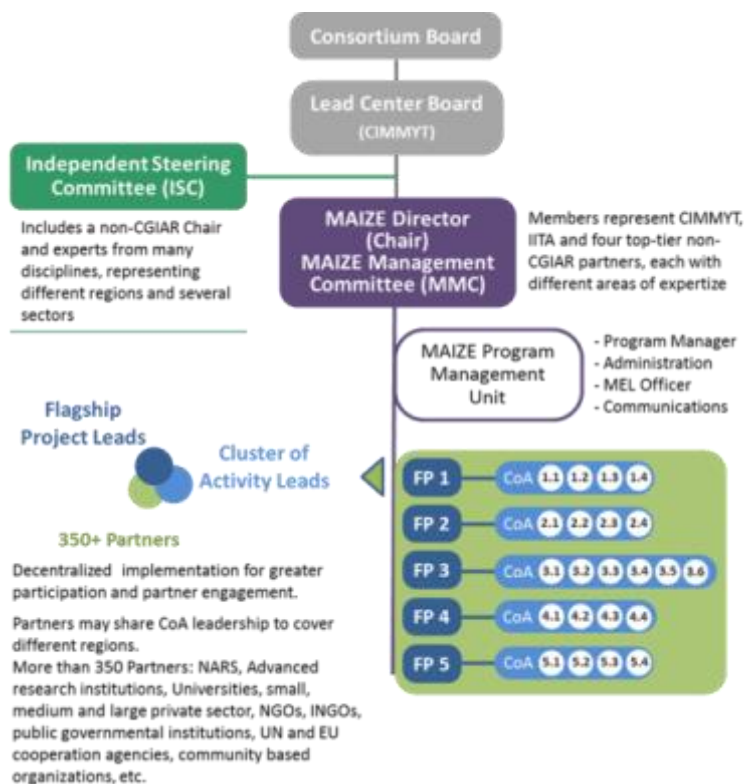 Consortium Board
Lead Center Board
(CIMMYT)
Independent Steering
Committee (ISC)
Includes a non-CGIAR Chair
and experts from many
disciplines, representing
different regions and several
sectors
MAIZE Director
(Chair)
MAIZE Management
Committee (MMC)
Members represent CIMMYT,
IITA and four top-tier non-
CGIAR partners, each with
different areas of expertize
MAIZE Program
Management
Unit
- Program Manager
- Administration
- MEL Officer
- Communications
Flagship
Project Leads
Cluster of
Activity Leads
350+ Partners
Decentralized implementation for greater
participation and partner engagement.
Partners may share CoA leadership to cover
different regions.
More than 350 Partners: NARS, Advanced
research institutions, Universities, small,
medium and large private sector, NGOs, INGOs,
public governmental institutions, UN and EU
cooperation agencies, community based
organizations, etc.
FP 1 CoA 1.1 1.2 1.3 1.4
FP 2 CoA 2.1 2.2 2.3 2.4
FP 3 CoA 3.1 3.2 3.3 3.4 3.5 3.6
FP 4 CoA 4.1 4.2 4.3 4.4
FP 5 CoA 5.1 5.2 5.3 5.4